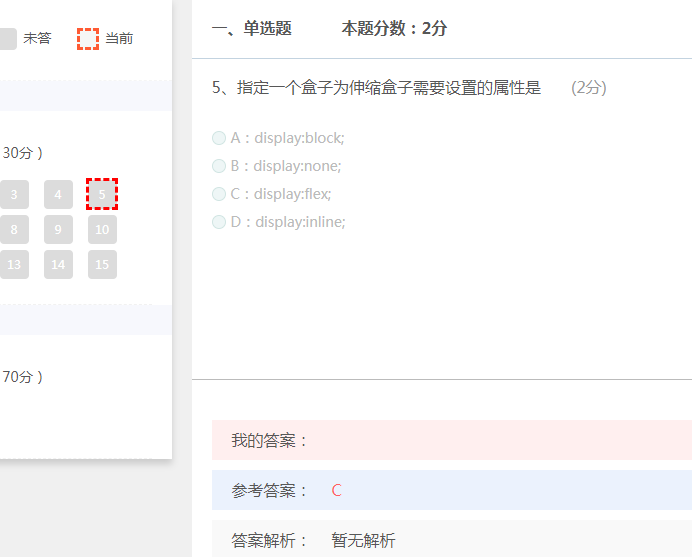 未答 当前
30分）
3 4 5
8 9 10
13 14 15
70分）
一、单选题 本题分数：2分
5、指定一个盒子为伸缩盒子需要设置的属性是 (2分)
A：display:block;
B：display:none;
C：display:flex;
D：display:inline;
我的答案：
参考答案： C
答案解析： 暂无解析